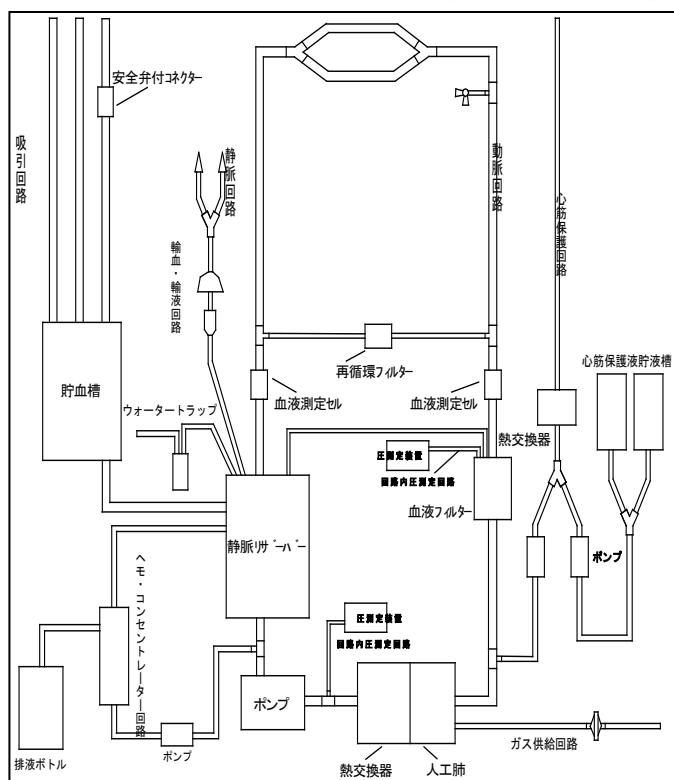 安全弁付コネクター
吸引回路
静脈回路
動脈回路
心筋保護回路
輸血・輸液回路
再循環フィルター
心筋保護液貯液槽
貯血槽
血液測定セル
血液測定セル
ウォータートラップ
熱交換器
圧測定装置
回路内圧測定回路
血液フィルター
静脈リザーバー
ポンプ
ヘモ・コンセントレーター回路
圧測定装置
回路内圧測定回路
ポンプ
ガス供給回路
ポンプ
排液ボトル
熱交換器
人工肺